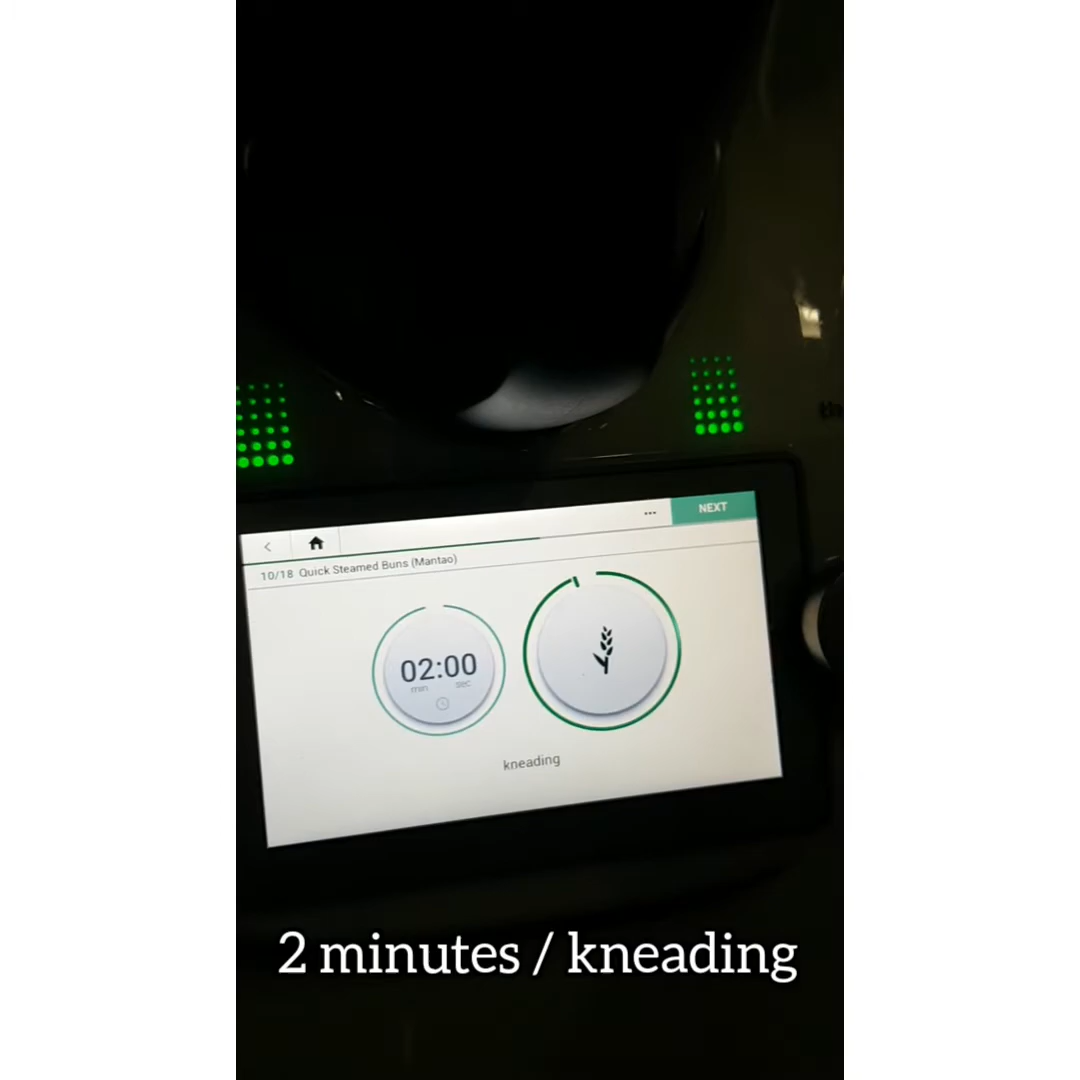 NEXT
10/18 Quick Steamed Buns (Mantao)
02:00
min sec
kneading
2 minutes / kneading